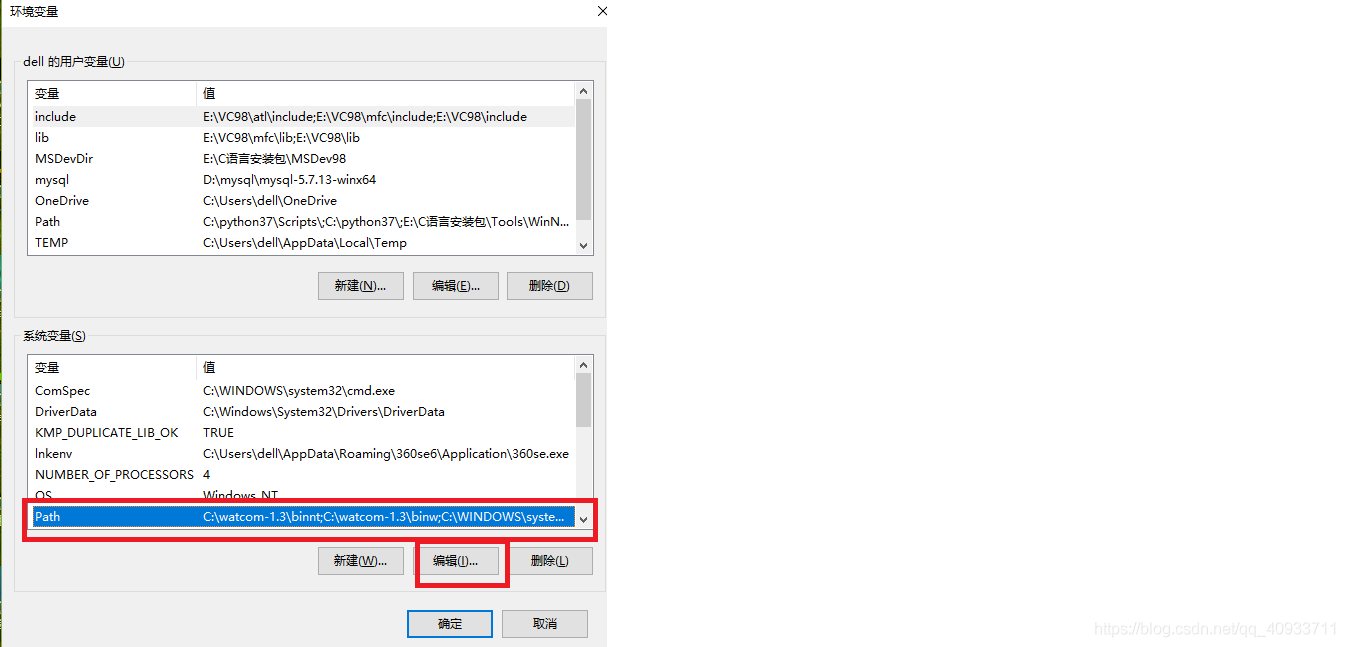 环境变量
dell 的用户变量(U)
变量 值
include E:\VC98\atl\include;E:\VC98\mfc\include;E:\VC98\include
lib E:\VC98\mfc\lib;E:\VC98\lib
MSDevDir E:\C语言安装包\MSDev98
mysql D:\mysql\mysql-5.7.13-winx64
OneDrive C:\Users\dell\OneDrive
Path C:\python37\Scripts\;C:\python37\;E:\C语言安装包\Tools\WinN...
TEMP C:\Users\dell\AppData\Local\Temp
新建(N)... 编辑(E)... 删除(D)
系统变量(S)
变量 值
ComSpec C:\WINDOWS\system32\cmd.exe
DriverData C:\Windows\System32\Drivers\DriverData
KMP_DUPLICATE_LIB_OK TRUE
lnkenv C:\Users\dell\AppData\Roaming\360se6\Application\360se.exe
NUMBER_OF_PROCESSORS 4
OS Windows_NT
Path C:\watcom-1.3\binnt;C:\watcom-1.3\binw;C:\WINDOWS\syste...
新建(W)... 编辑(I)... 删除(L)
确定 取消
https://blog.csdn.net/qq_40933711